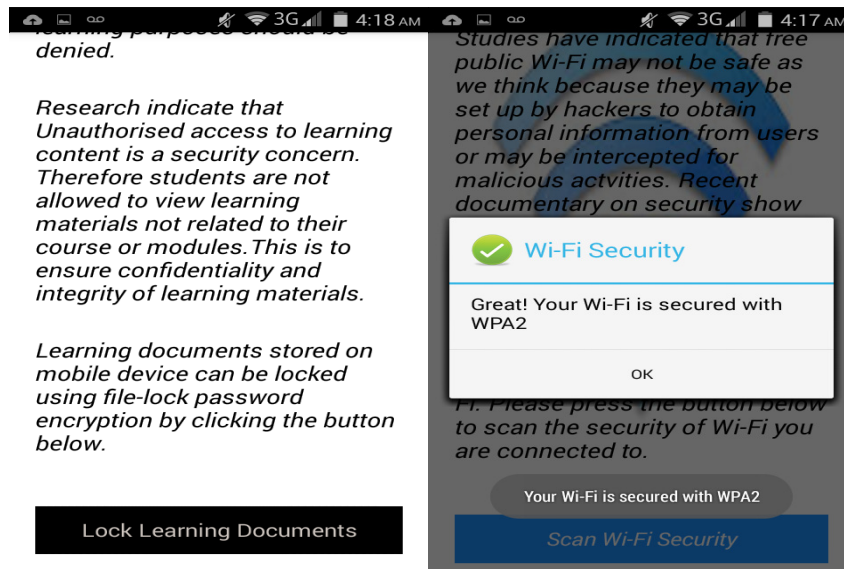 3G 4:18 AM
learning purposes should be
denied.
Research indicate that
Unauthorised access to learning
content is a security concern.
Therefore students are not
allowed to view learning
materials not related to their
course or modules.This is to
ensure confidentiality and
integrity of learning materials.
Learning documents stored on
mobile device can be locked
using file-lock password
encryption by clicking the button
below.
Lock Learning Documents
3G 4:17 AM
Studies have indicated that free
public Wi-Fi may not be safe as
we think because they may be
set up by hackers to obtain
personal information from users
or may be intercepted for
malicious actvities. Recent
documentary on security show
Wi-Fi Security
Great! Your Wi-Fi is secured with
WPA2
OK
Fi. Please press the button below
to scan the security of Wi-Fi you
are connected to.
Your Wi-Fi is secured with WPA2
Scan Wi-Fi Security